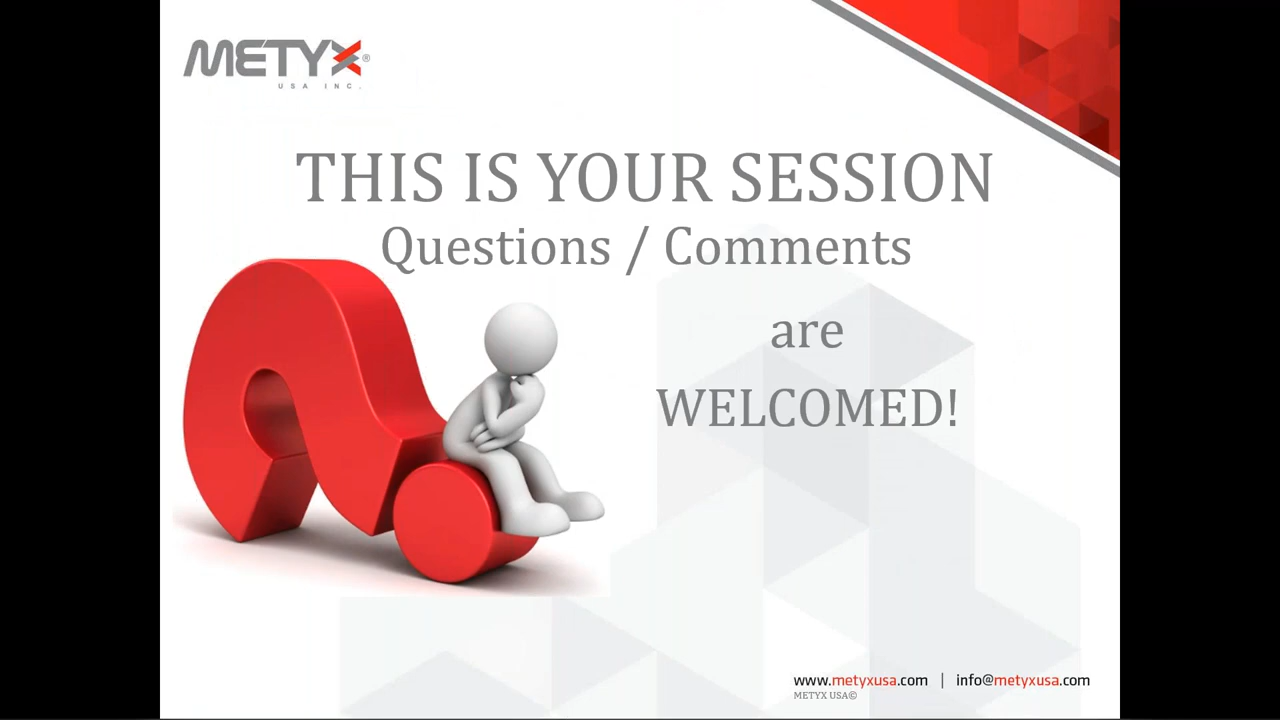 METYX®
USA INC.
THIS IS YOUR SESSION
Questions / Comments
are
WELCOMED!
www.metyxusa.com | info@metyxusa.com
METYX USA©